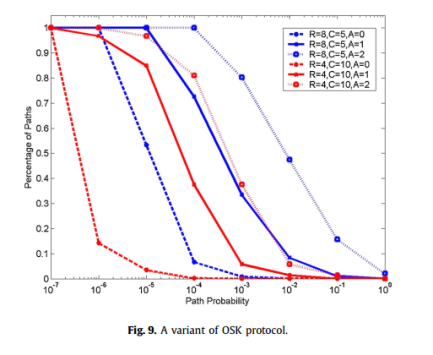 1
0.9
0.8
0.7
0.6
0.5
0.4
0.3
0.2
0.1
0
Percentage of Paths
R=8,C=5,A=0
R=8,C=5,A=1
R=8,C=5,A=2
R=4,C=10,A=0
R=4,C=10,A=1
R=4,C=10,A=2
10^-7 10^-6 10^-5 10^-4 10^-3 10^-2 10^-1 10^0
Path Probability
Fig. 9. A variant of OSK protocol.